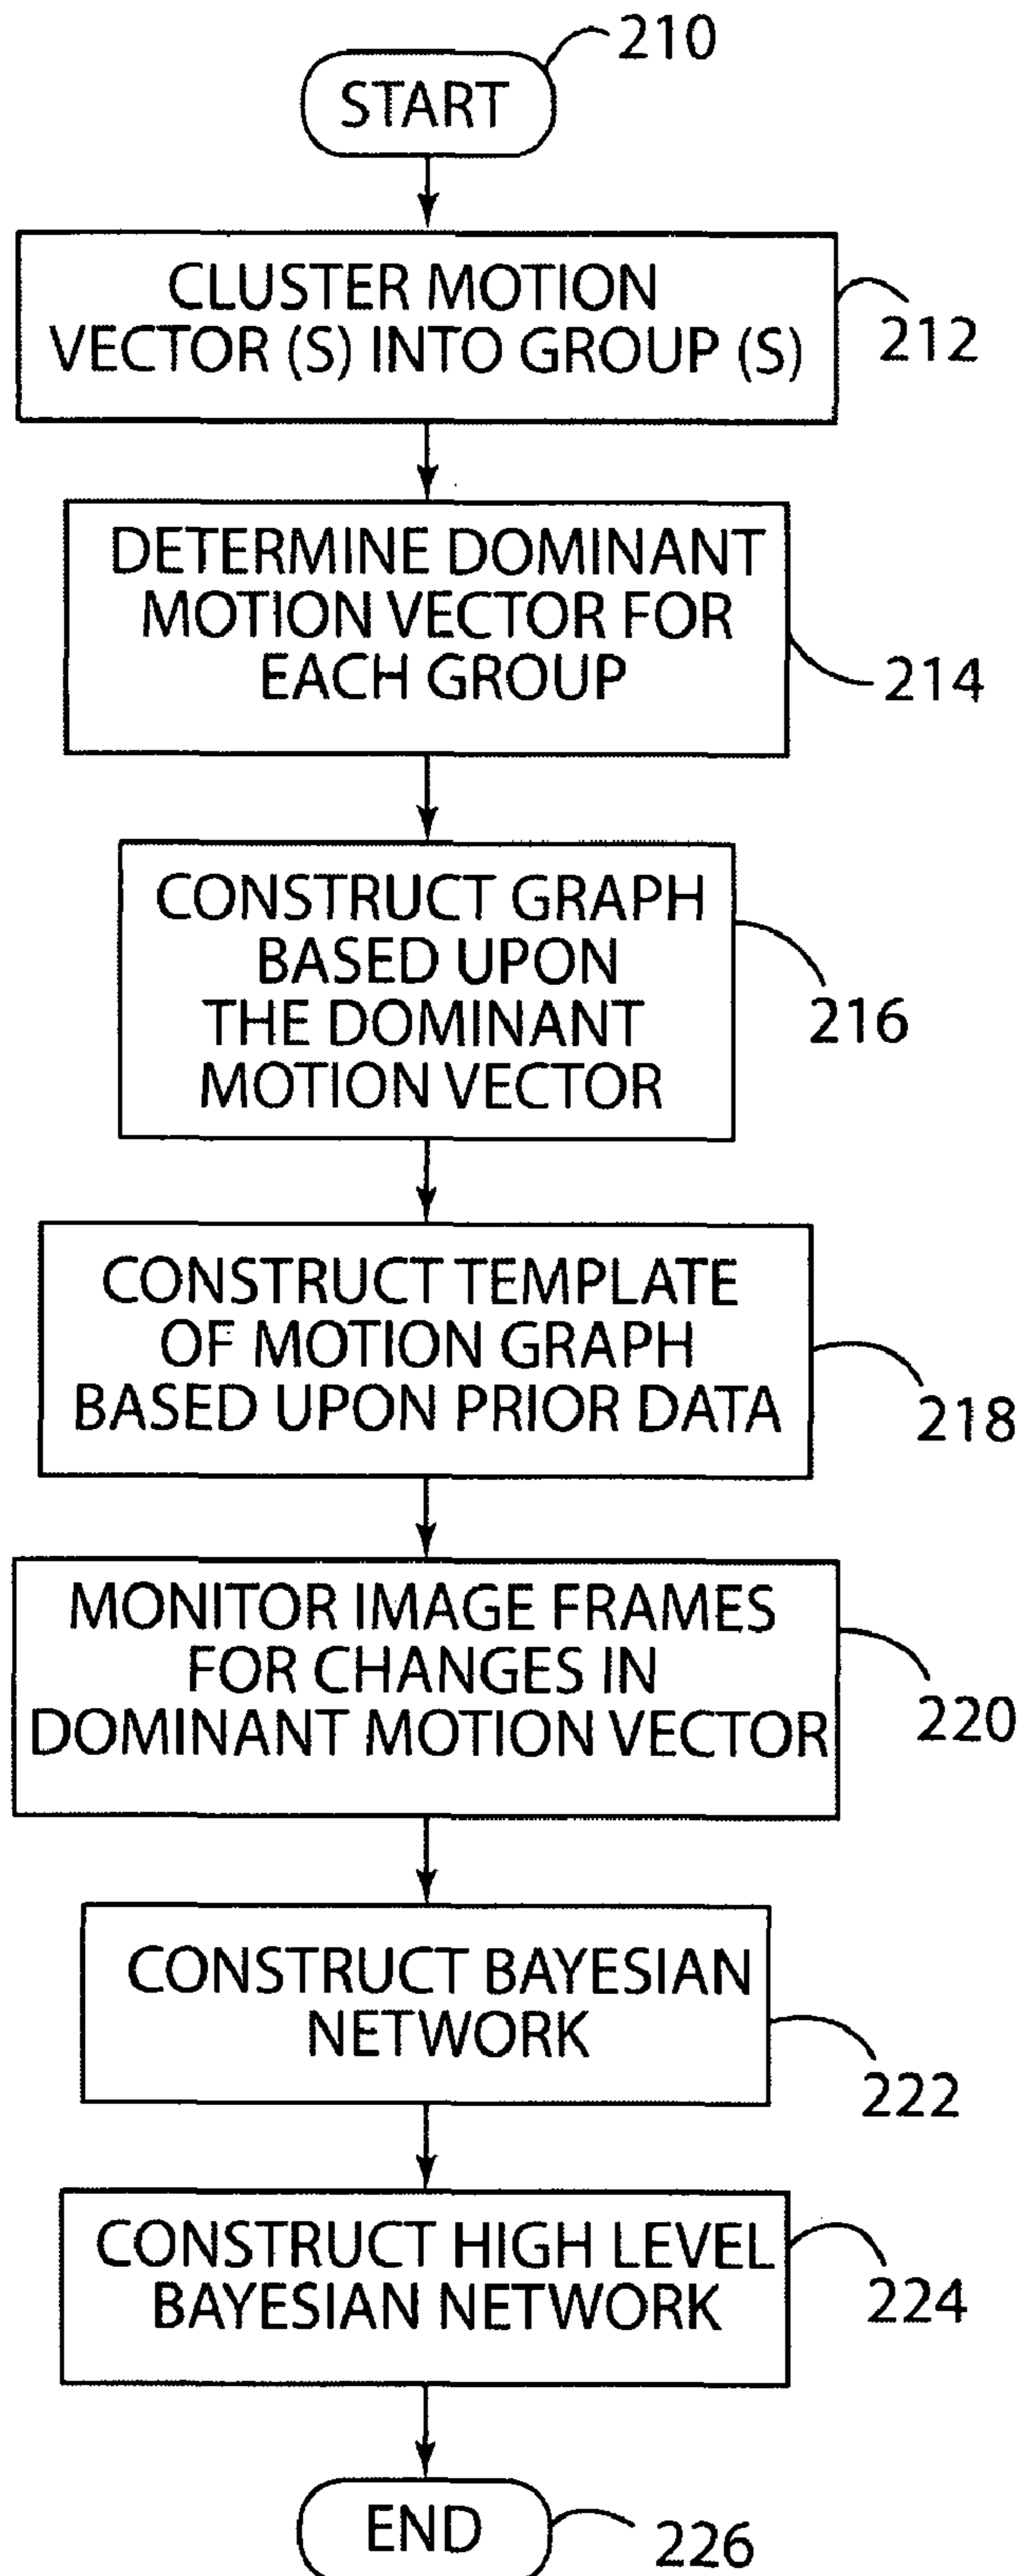 210
START
CLUSTER MOTION
VECTOR (S) INTO GROUP (S)
212
DETERMINE DOMINANT
MOTION VECTOR FOR
EACH GROUP
214
CONSTRUCT GRAPH
BASED UPON
THE DOMINANT
MOTION VECTOR
216
CONSTRUCT TEMPLATE
OF MOTION GRAPH
BASED UPON PRIOR DATA
218
MONITOR IMAGE FRAMES
FOR CHANGES IN
DOMINANT MOTION VECTOR
220
CONSTRUCT BAYESIAN
NETWORK
222
CONSTRUCT HIGH LEVEL
BAYESIAN NETWORK
224
END
226